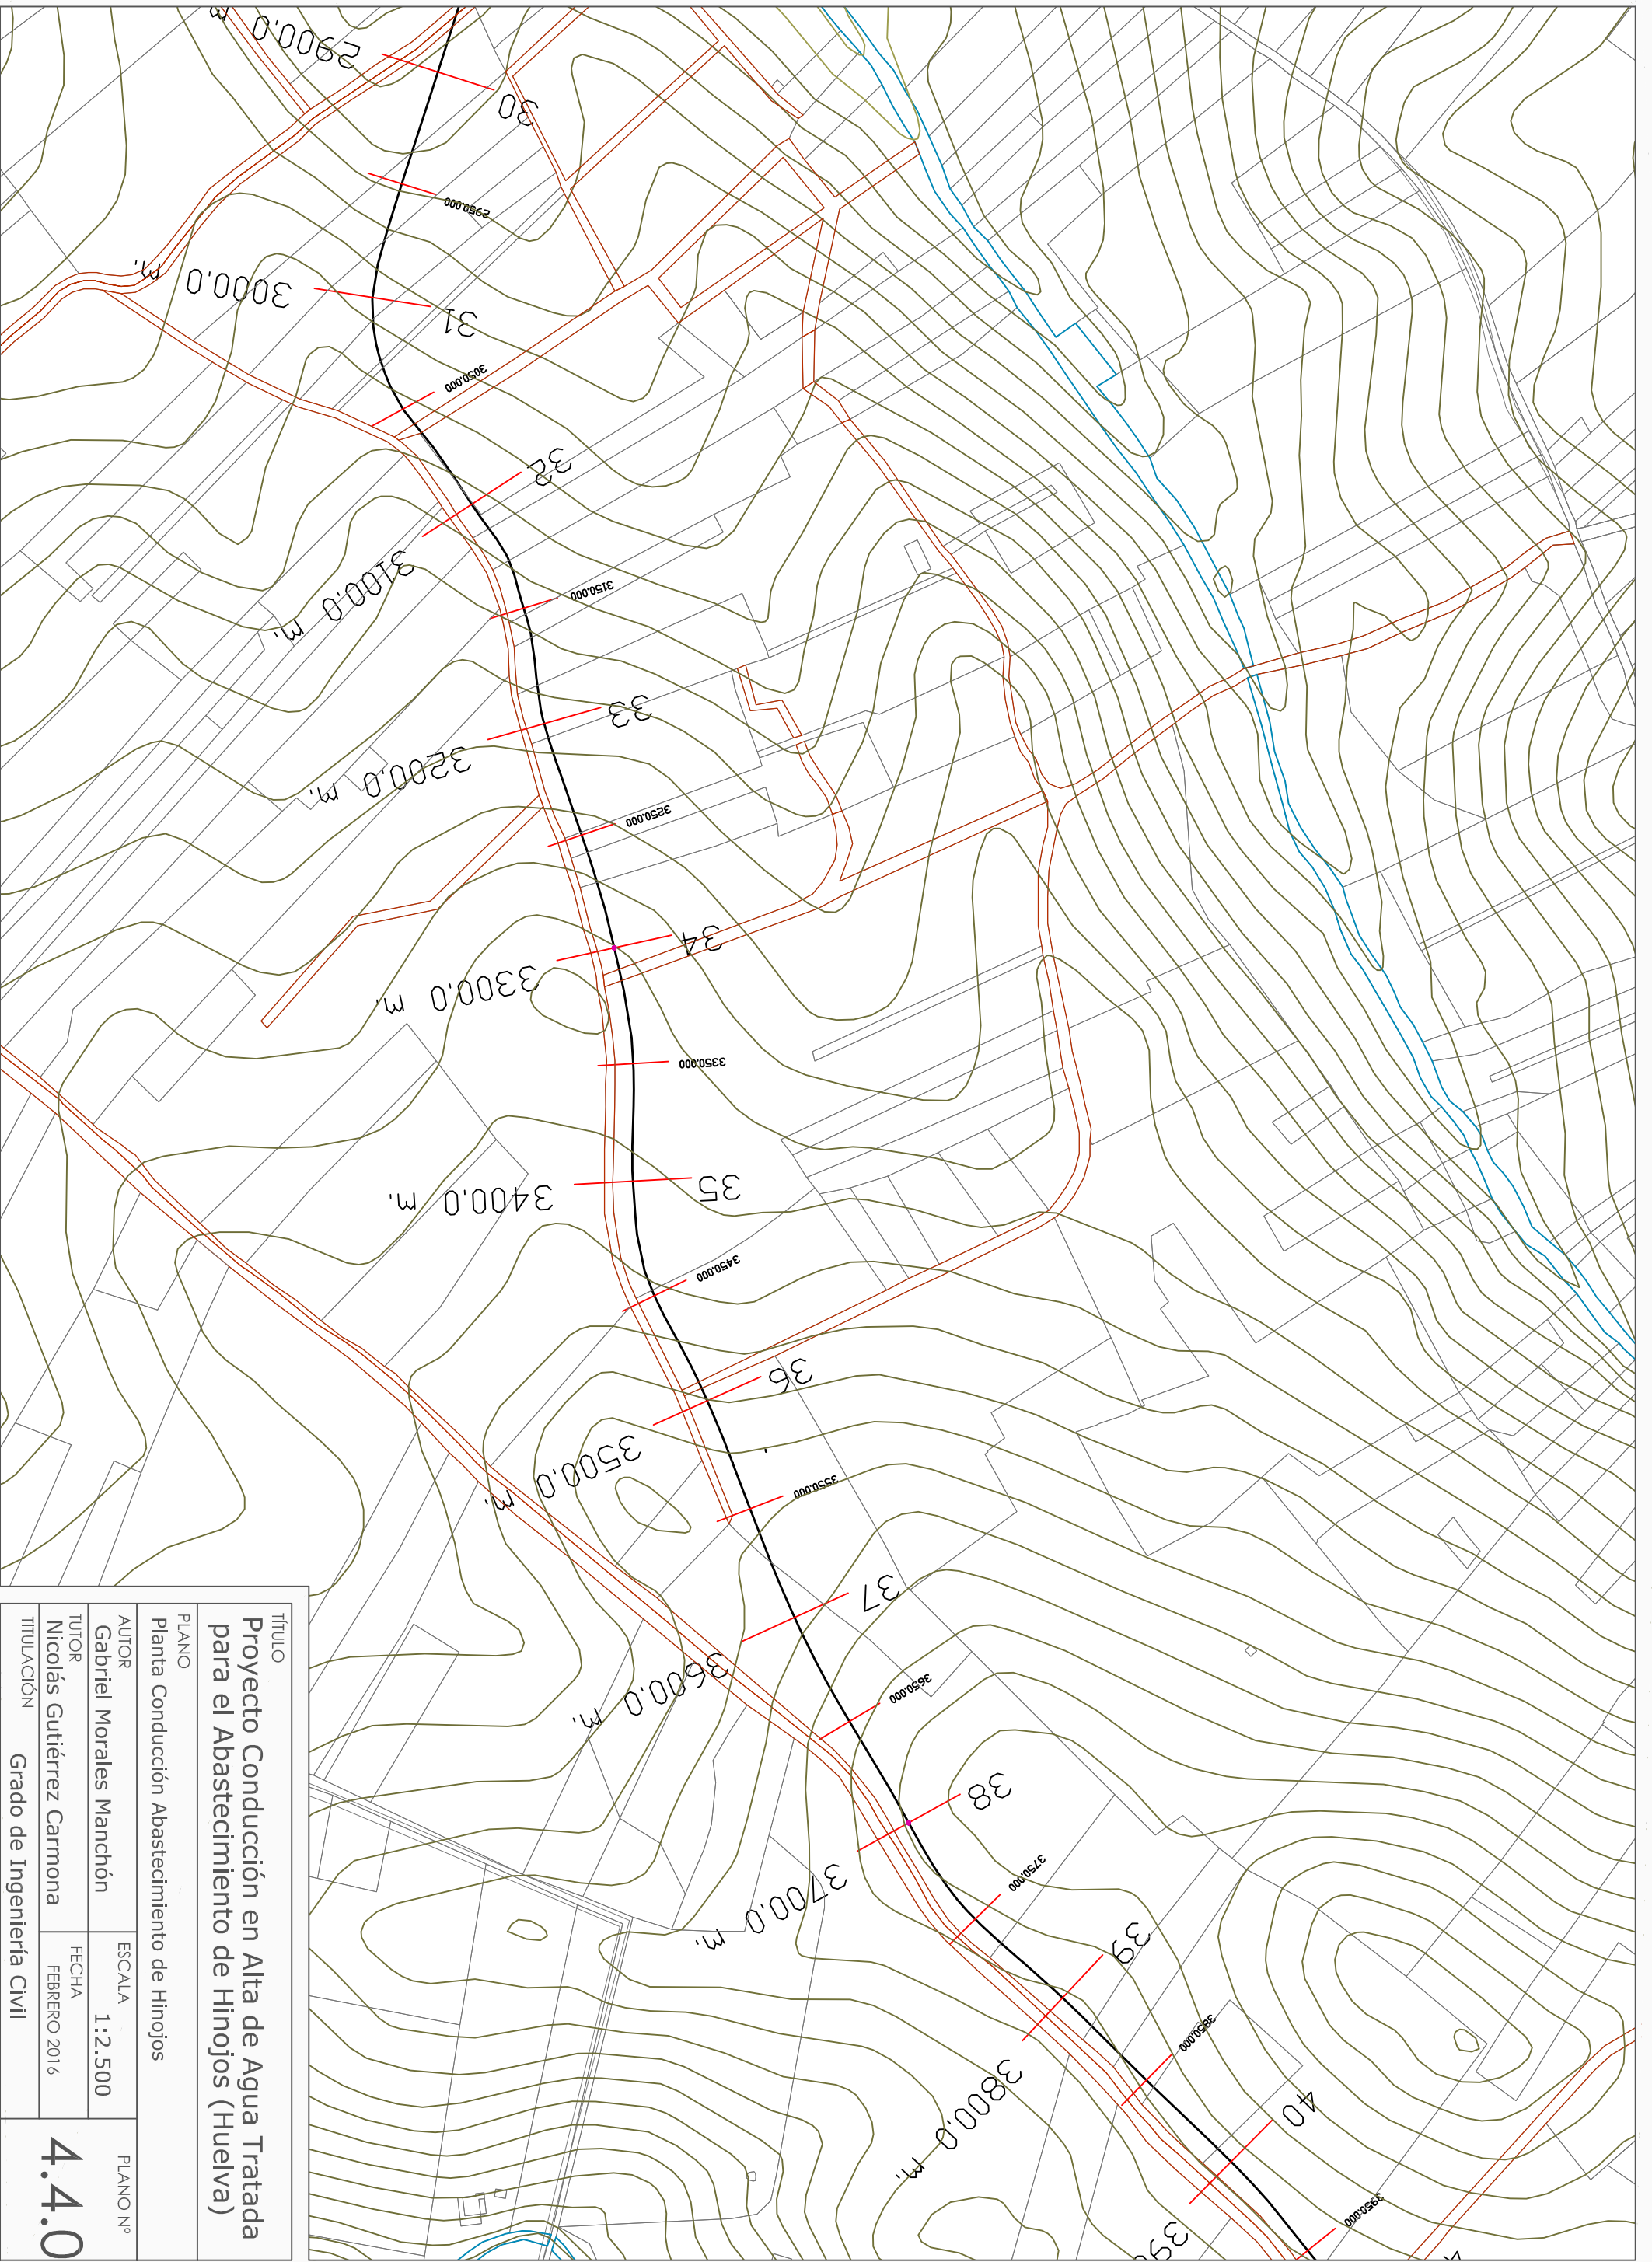 2900.0 m.
30
2950.000
3000.0 m.
31
3050.000
32
3100.0 m.
3150.000
33
3200.0 m.
3250.000
34
3300.0 m.
3350.000
35
3400.0 m.
3450.000
36
3500.0 m.
3550.000
37
3600.0 m.
3650.000
38
3700.0 m.
3750.000
39
3800.0 m.
3850.000
40
3950.000
TÍTULO
Proyecto Conducción en Alta de Agua Tratada
para el Abastecimiento de Hinojos (Huelva)
PLANO
Planta Conducción Abastecimiento de Hinojos
AUTOR
Gabriel Morales Manchón
ESCALA
1:2.500
PLANO Nº
4.4.0
TUTOR
Nicolás Gutiérrez Carmona
FECHA
FEBRERO 2016
TITULACIÓN
Grado de Ingeniería Civil